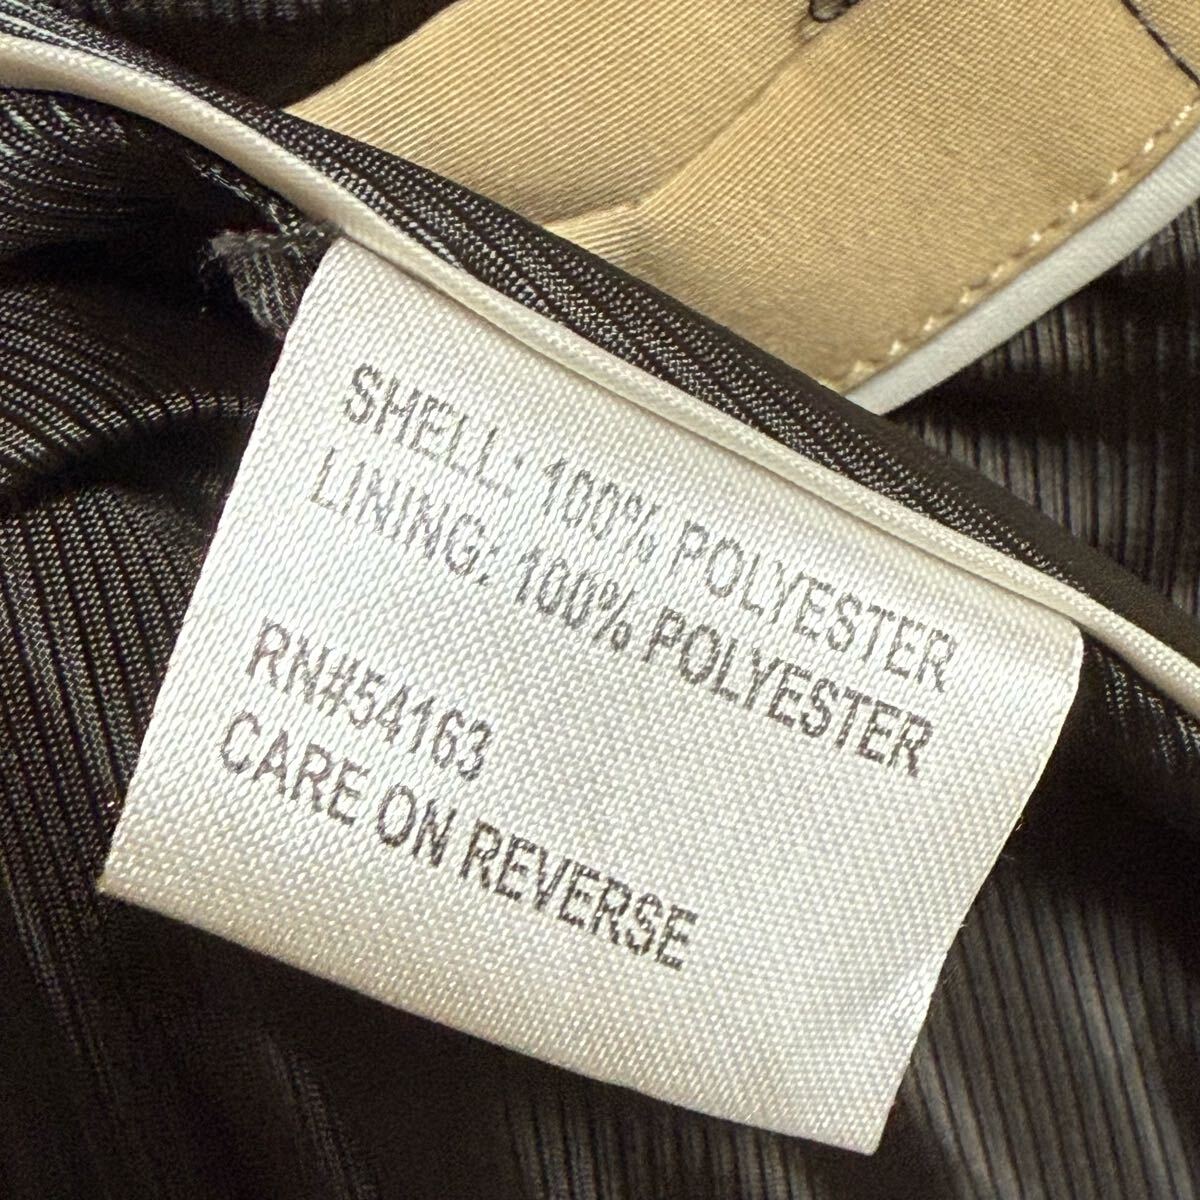 SHELL: 100% POLYESTER
LINING: 100% POLYESTER
RN#54163
CARE ON REVERSE